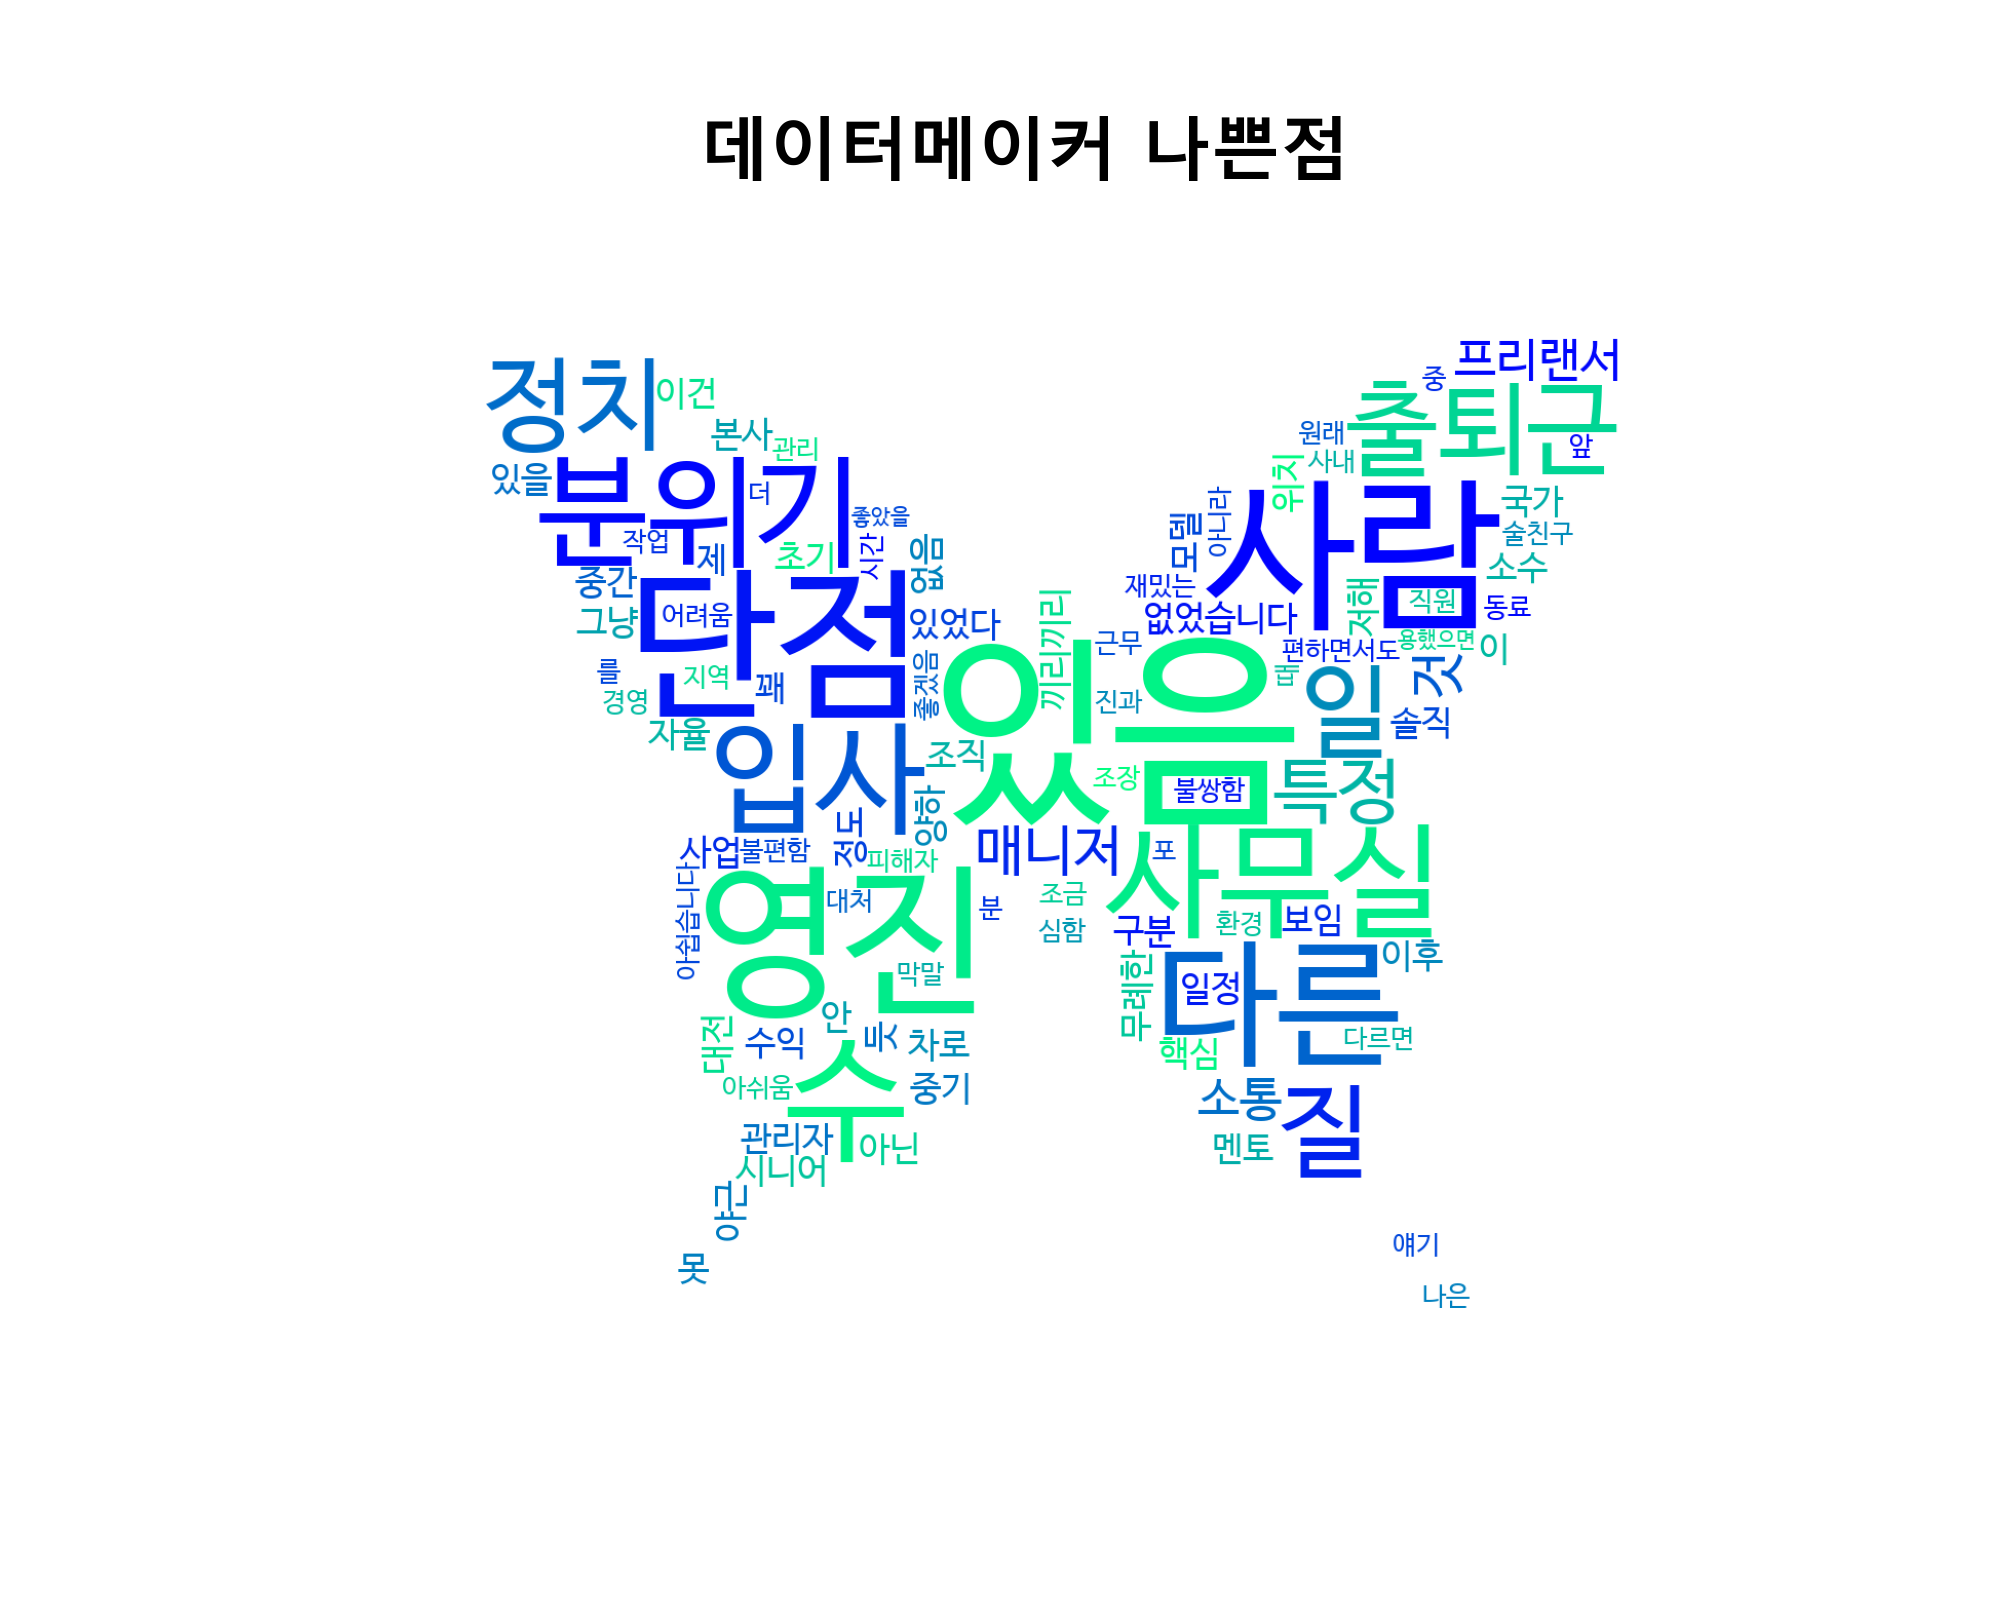 데이터메이커 나쁜점
프리랜서
중
정치
이건
출퇴근
본사
원래
앞
관리
사내
위치
있을
분위기
더
사람
국가
좋았을
아니라
모델
술친구
작업
제
초기
시간
없음
소수
중간
단점
재밌는
저해
직원
동료
그냥
어려움
있었다
끼리끼리
없었습니다
근무
편하면서도
용했으면
이
를
지역
꽤
좋겠음
있음
일
것
경영
진과
자율
솔직
입사
조직
조장
불쌍함
특정
양향
정도
사업
불편함
피해자
매니저
포
사무실
아쉽습니다
영진
대처
분
조금
심함
구분
환경
보임
막말
무례한
다른
일정
이후
안
대전
수익
듯
차로
핵심
다르면
아쉬움
수
중기
소통
질
관리자
아닌
멘토
시니어
야근
못
얘기
나은